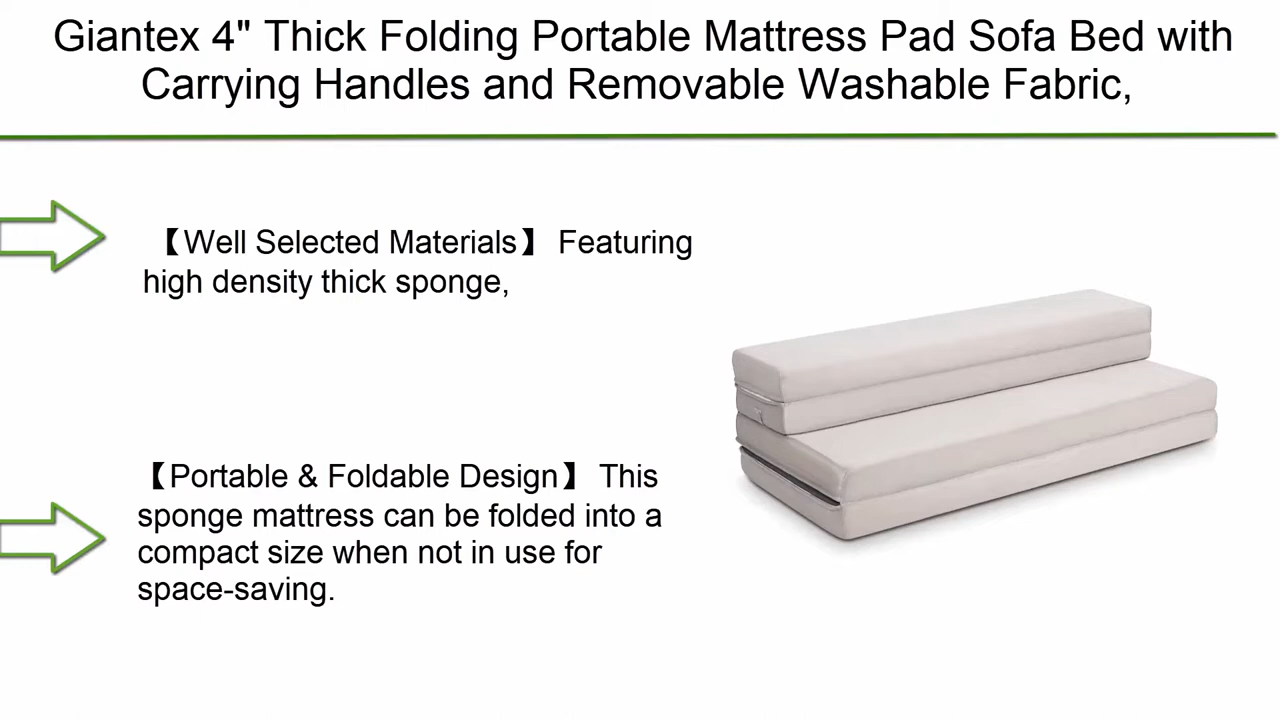 Giantex 4" Thick Folding Portable Mattress Pad Sofa Bed with
Carrying Handles and Removable Washable Fabric,
【Well Selected Materials】 Featuring
high density thick sponge,
【Portable & Foldable Design】 This
sponge mattress can be folded into a
compact size when not in use for
space-saving.